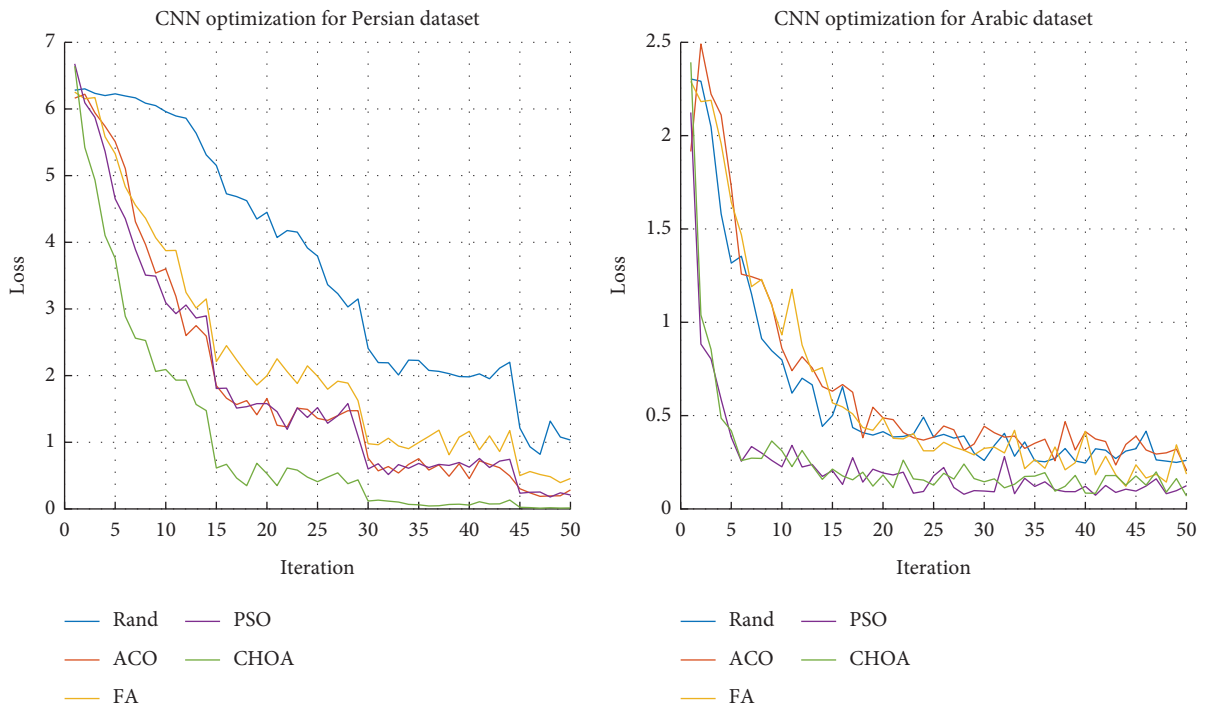 CNN optimization for Persian dataset
7
6
5
4
3
2
1
0
Loss
0 5 10 15 20 25 30 35 40 45 50
Iteration
Rand PSO
ACO CHOA
FA
CNN optimization for Arabic dataset
2.5
2
1.5
1
0.5
0
Loss
0 5 10 15 20 25 30 35 40 45 50
Iteration
Rand PSO
ACO CHOA
FA